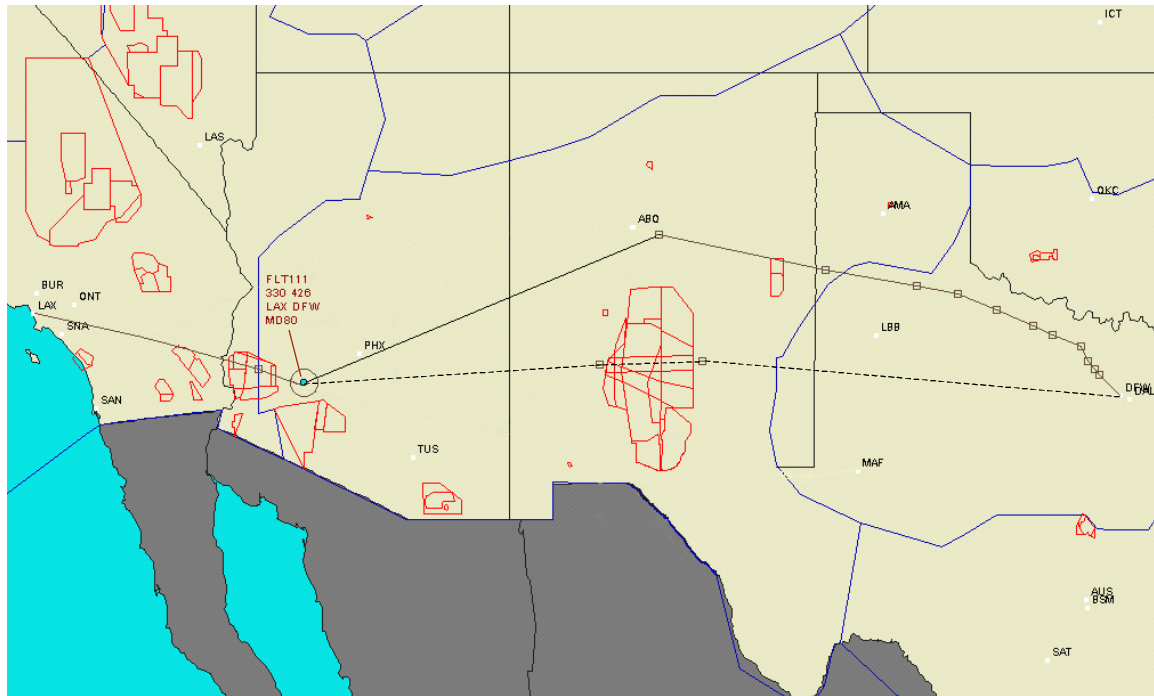 ICT
LAS
OKC
AMA
ABQ
FLT111
330 426
LAX DFW
MD80
BUR
ONT
LAX
SNA
PHX
LBB
SAN
DFW
DAL
TUS
MAF
AUS
BSM
SAT